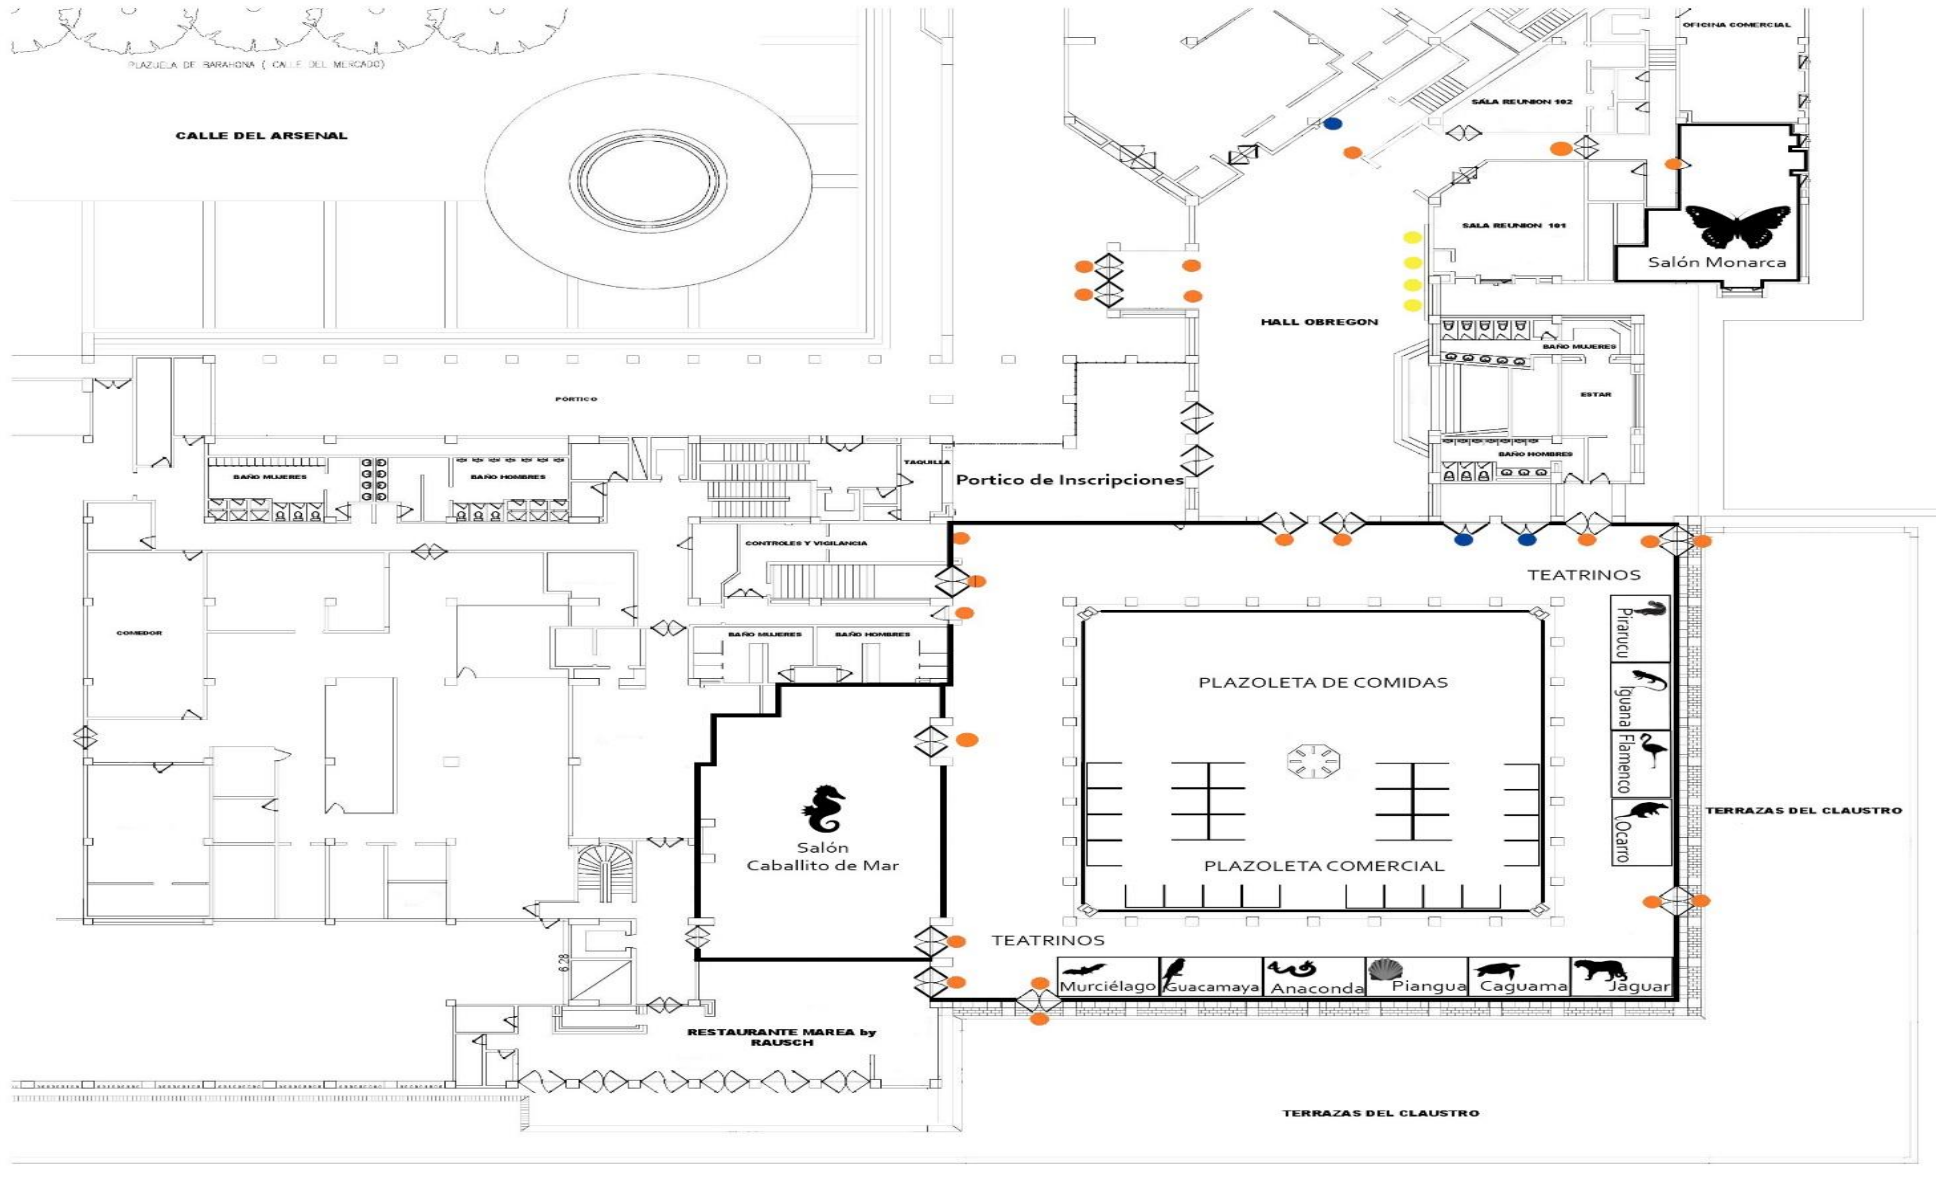 OFICINA COMERCIAL
PLAZUELA DE BARAHONA ( CALLE DEL MERCADO)
SALA REUNION 102
CALLE DEL ARSENAL
SALA REUNION 101
Salón Monarca
HALL OBREGON
BAÑO MUJERES
ESTAR
PORTICO
BAÑO HOMBRES
TAQUILLA
BAÑO MUJERES
BAÑO HOMBRES
Portico de Inscripciones
CONTROLES Y VIGILANCIA
TEATRINOS
COMEDOR
BAÑO MUJERES
BAÑO HOMBRES
Pirarucu
PLAZOLETA DE COMIDAS
Iguana
Flamenco
TERRAZAS DEL CLAUSTRO
Ocarro
Salón
Caballito de Mar
PLAZOLETA COMERCIAL
TEATRINOS
6.28
Murciélago
Guacamaya
Anaconda
Piangua
Caguama
Jaguar
RESTAURANTE MAREA by
RAUSCH
TERRAZAS DEL CLAUSTRO